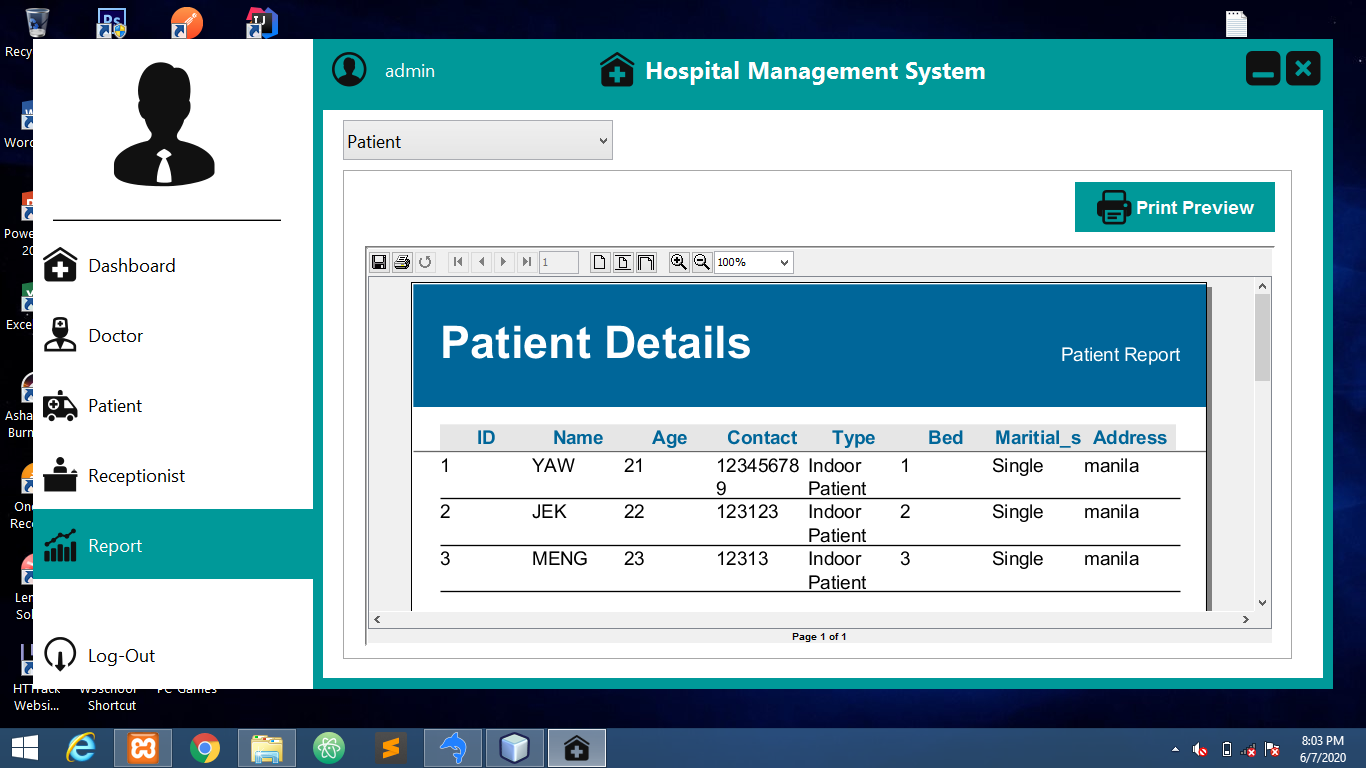 Recy
Word
Powe
20
Exce
Asha
Burn
On
Rece
Len
Sol
HTTrack
Websi...
W3school
Shortcut
PC Games
admin
Hospital Management System
Dashboard
Doctor
Patient
Receptionist
Report
Log-Out
Patient
Print Preview
1
100%
Patient Details
Patient Report
ID Name Age Contact Type Bed Maritial_s Address
1 YAW 21 12345678 Indoor 1 Single manila
9 Patient
2 JEK 22 123123 Indoor 2 Single manila
Patient
3 MENG 23 12313 Indoor 3 Single manila
Patient
Page 1 of 1
8:03 PM
6/7/2020